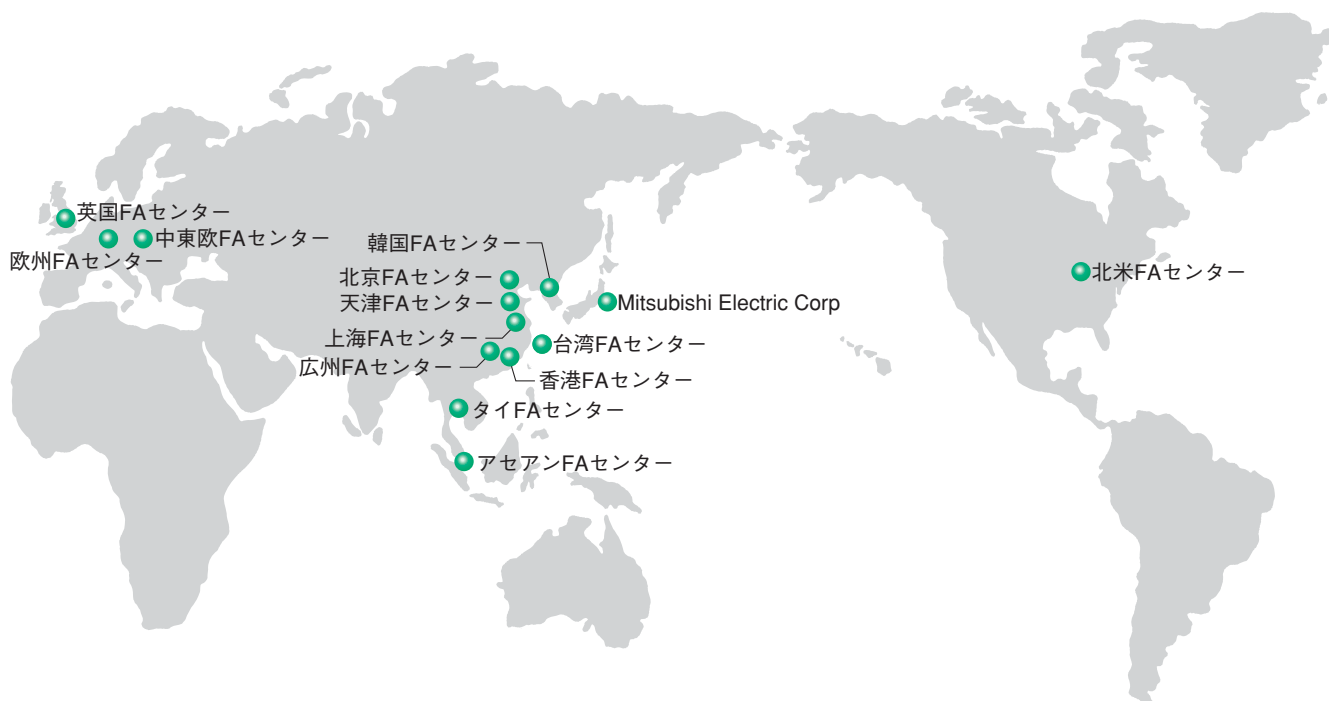 英国FAセンター
中東欧FAセンター
欧州FAセンター
韓国FAセンター
北京FAセンター
天津FAセンター
Mitsubishi Electric Corp
上海FAセンター
台湾FAセンター
広州FAセンター
香港FAセンター
タイFAセンター
アセアンFAセンター
北米FAセンター